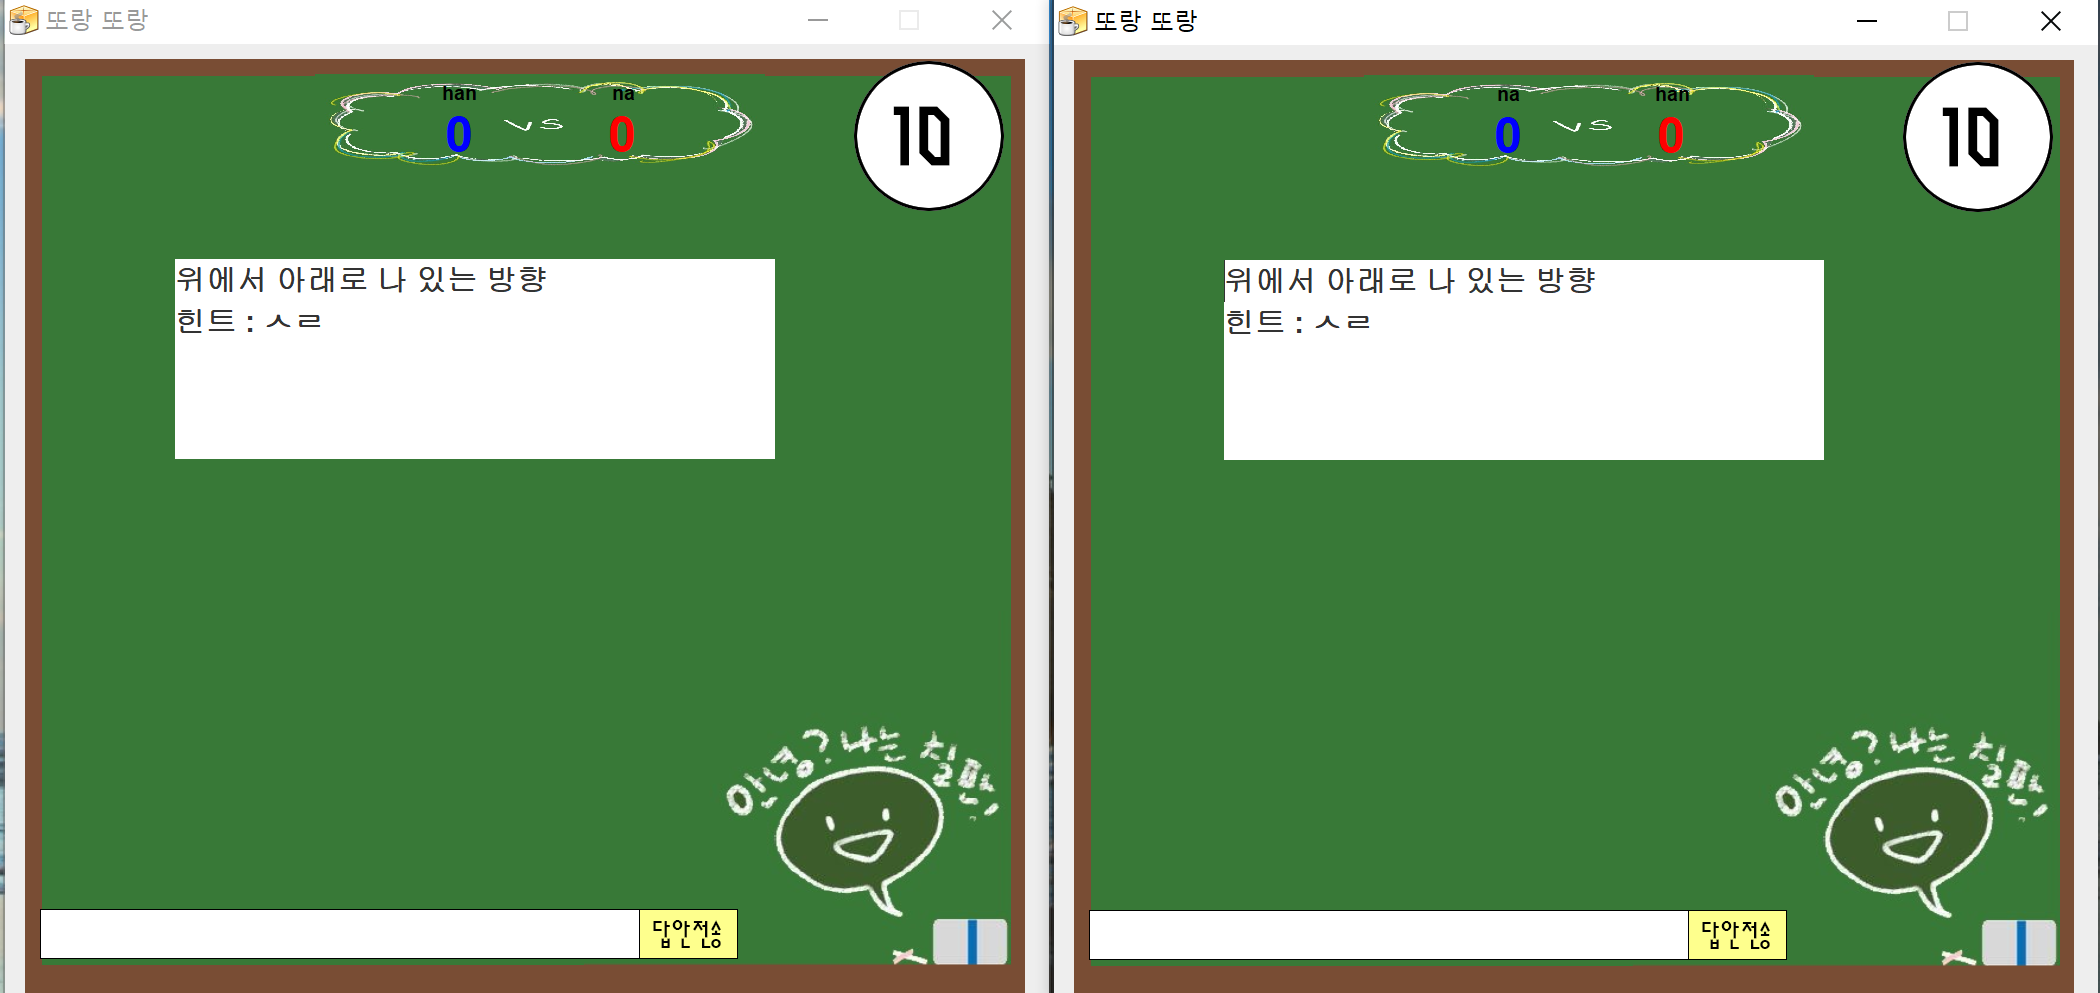 또랑 또랑
han na
0 vs 0
10
위에서 아래로 나 있는 방향
힌트 : ㅅㄹ
안녕? 나는 칠판!
답안전송
또랑 또랑
na han
0 vs 0
10
위에서 아래로 나 있는 방향
힌트 : ㅅㄹ
안녕? 나는 칠판!
답안전송